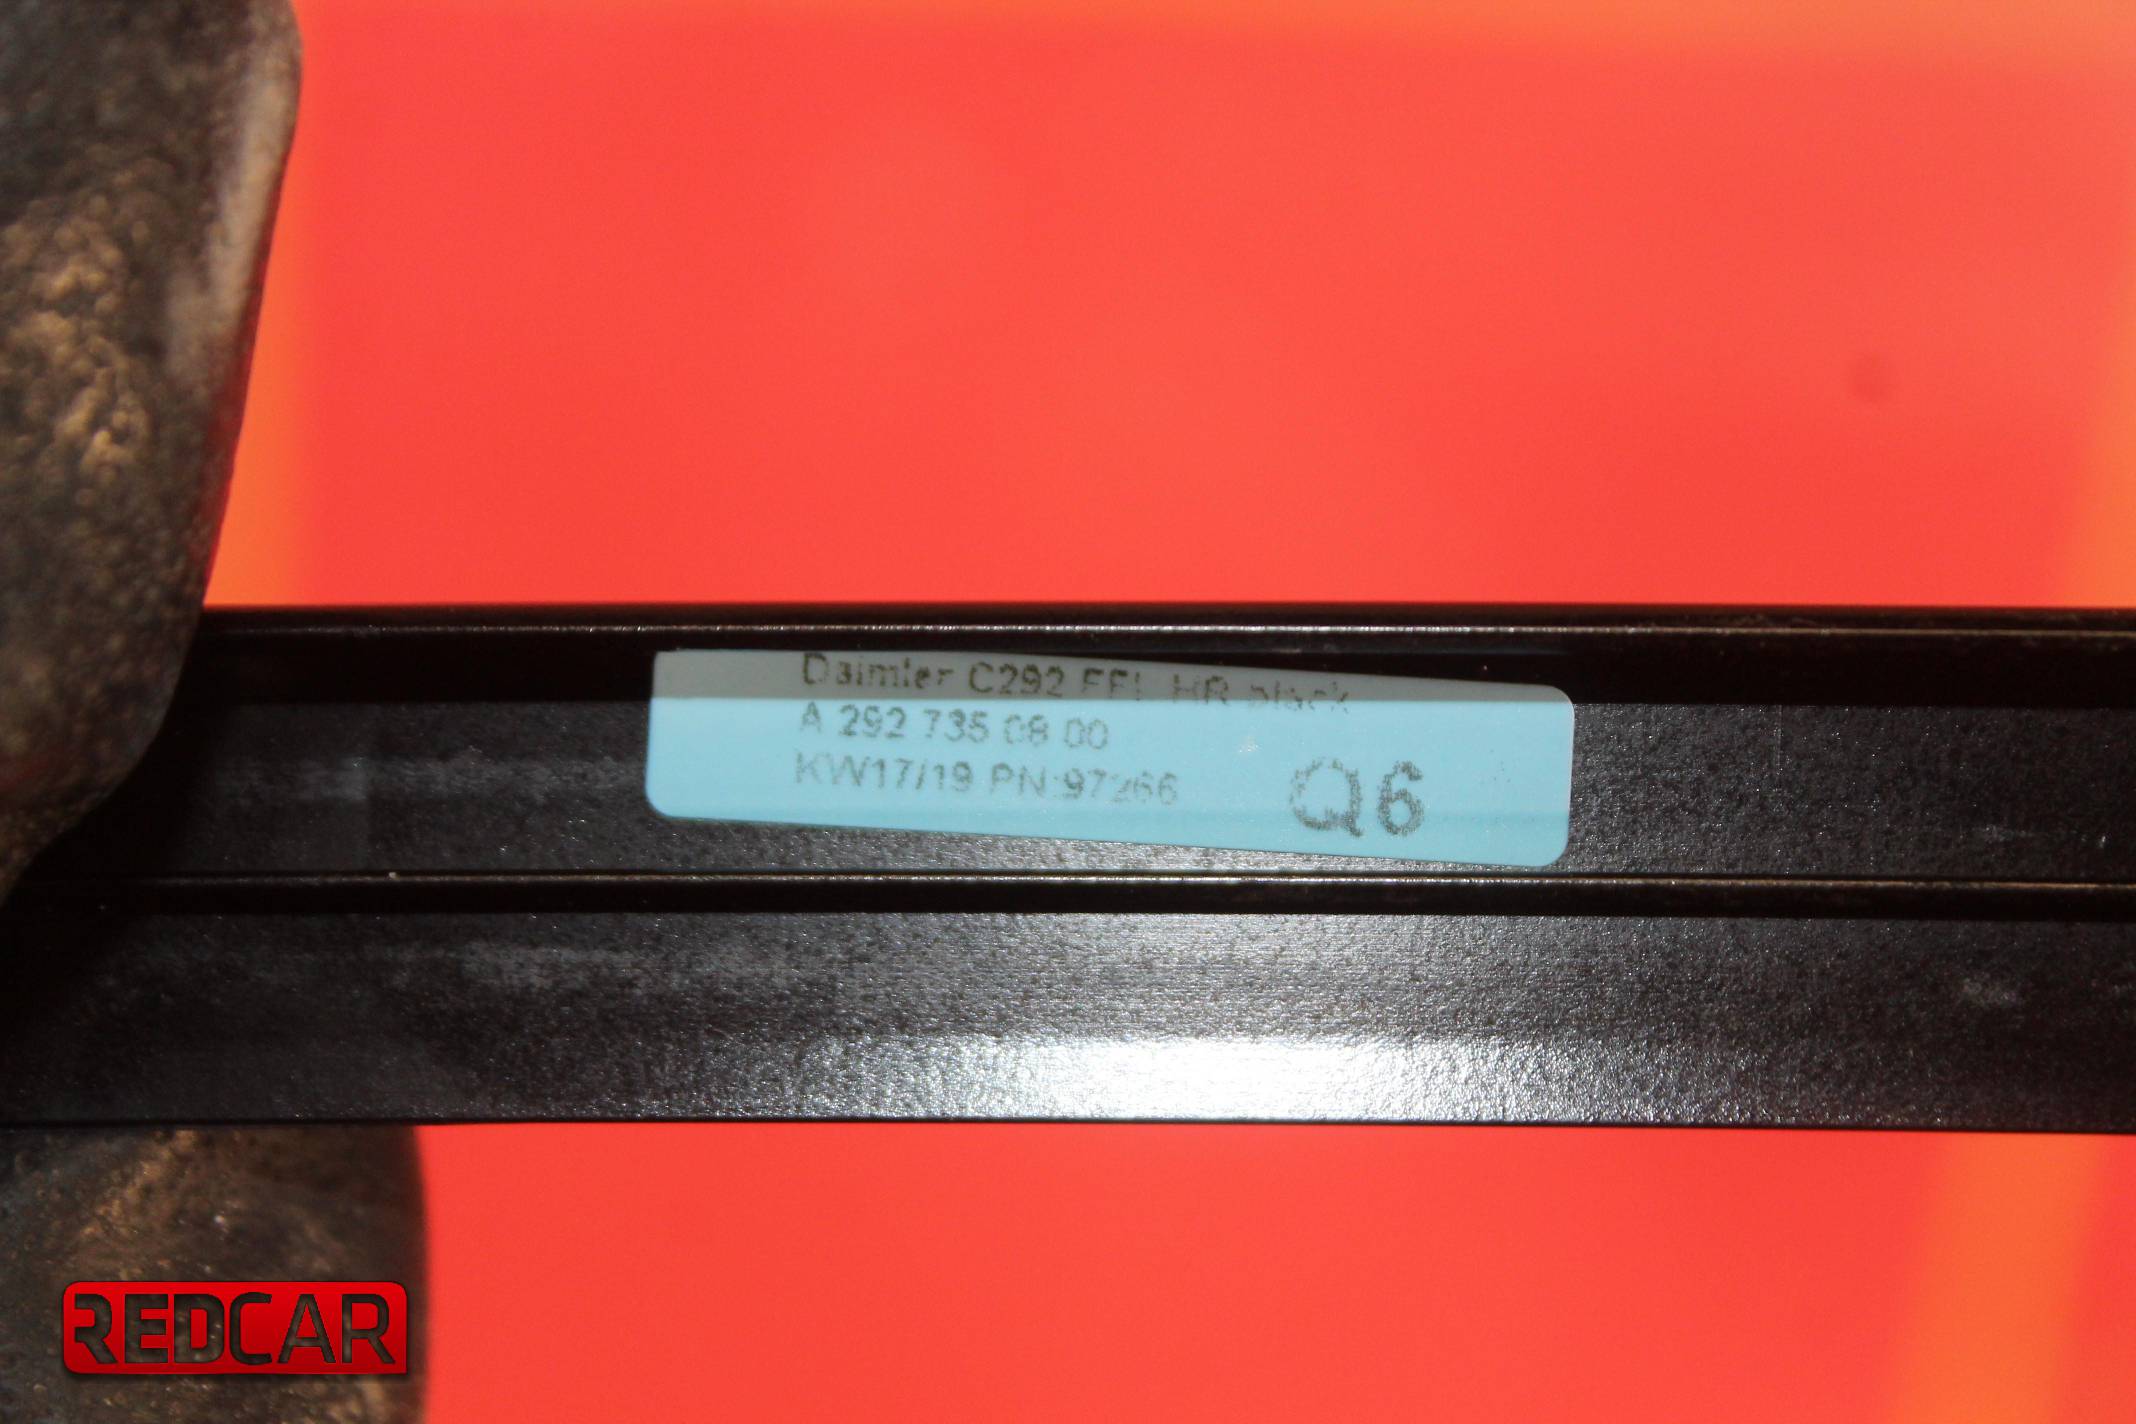 Daimler C292 FFL HR black
A 292 735 08 00
KW17/19 PN:97266
Q6
REDCAR